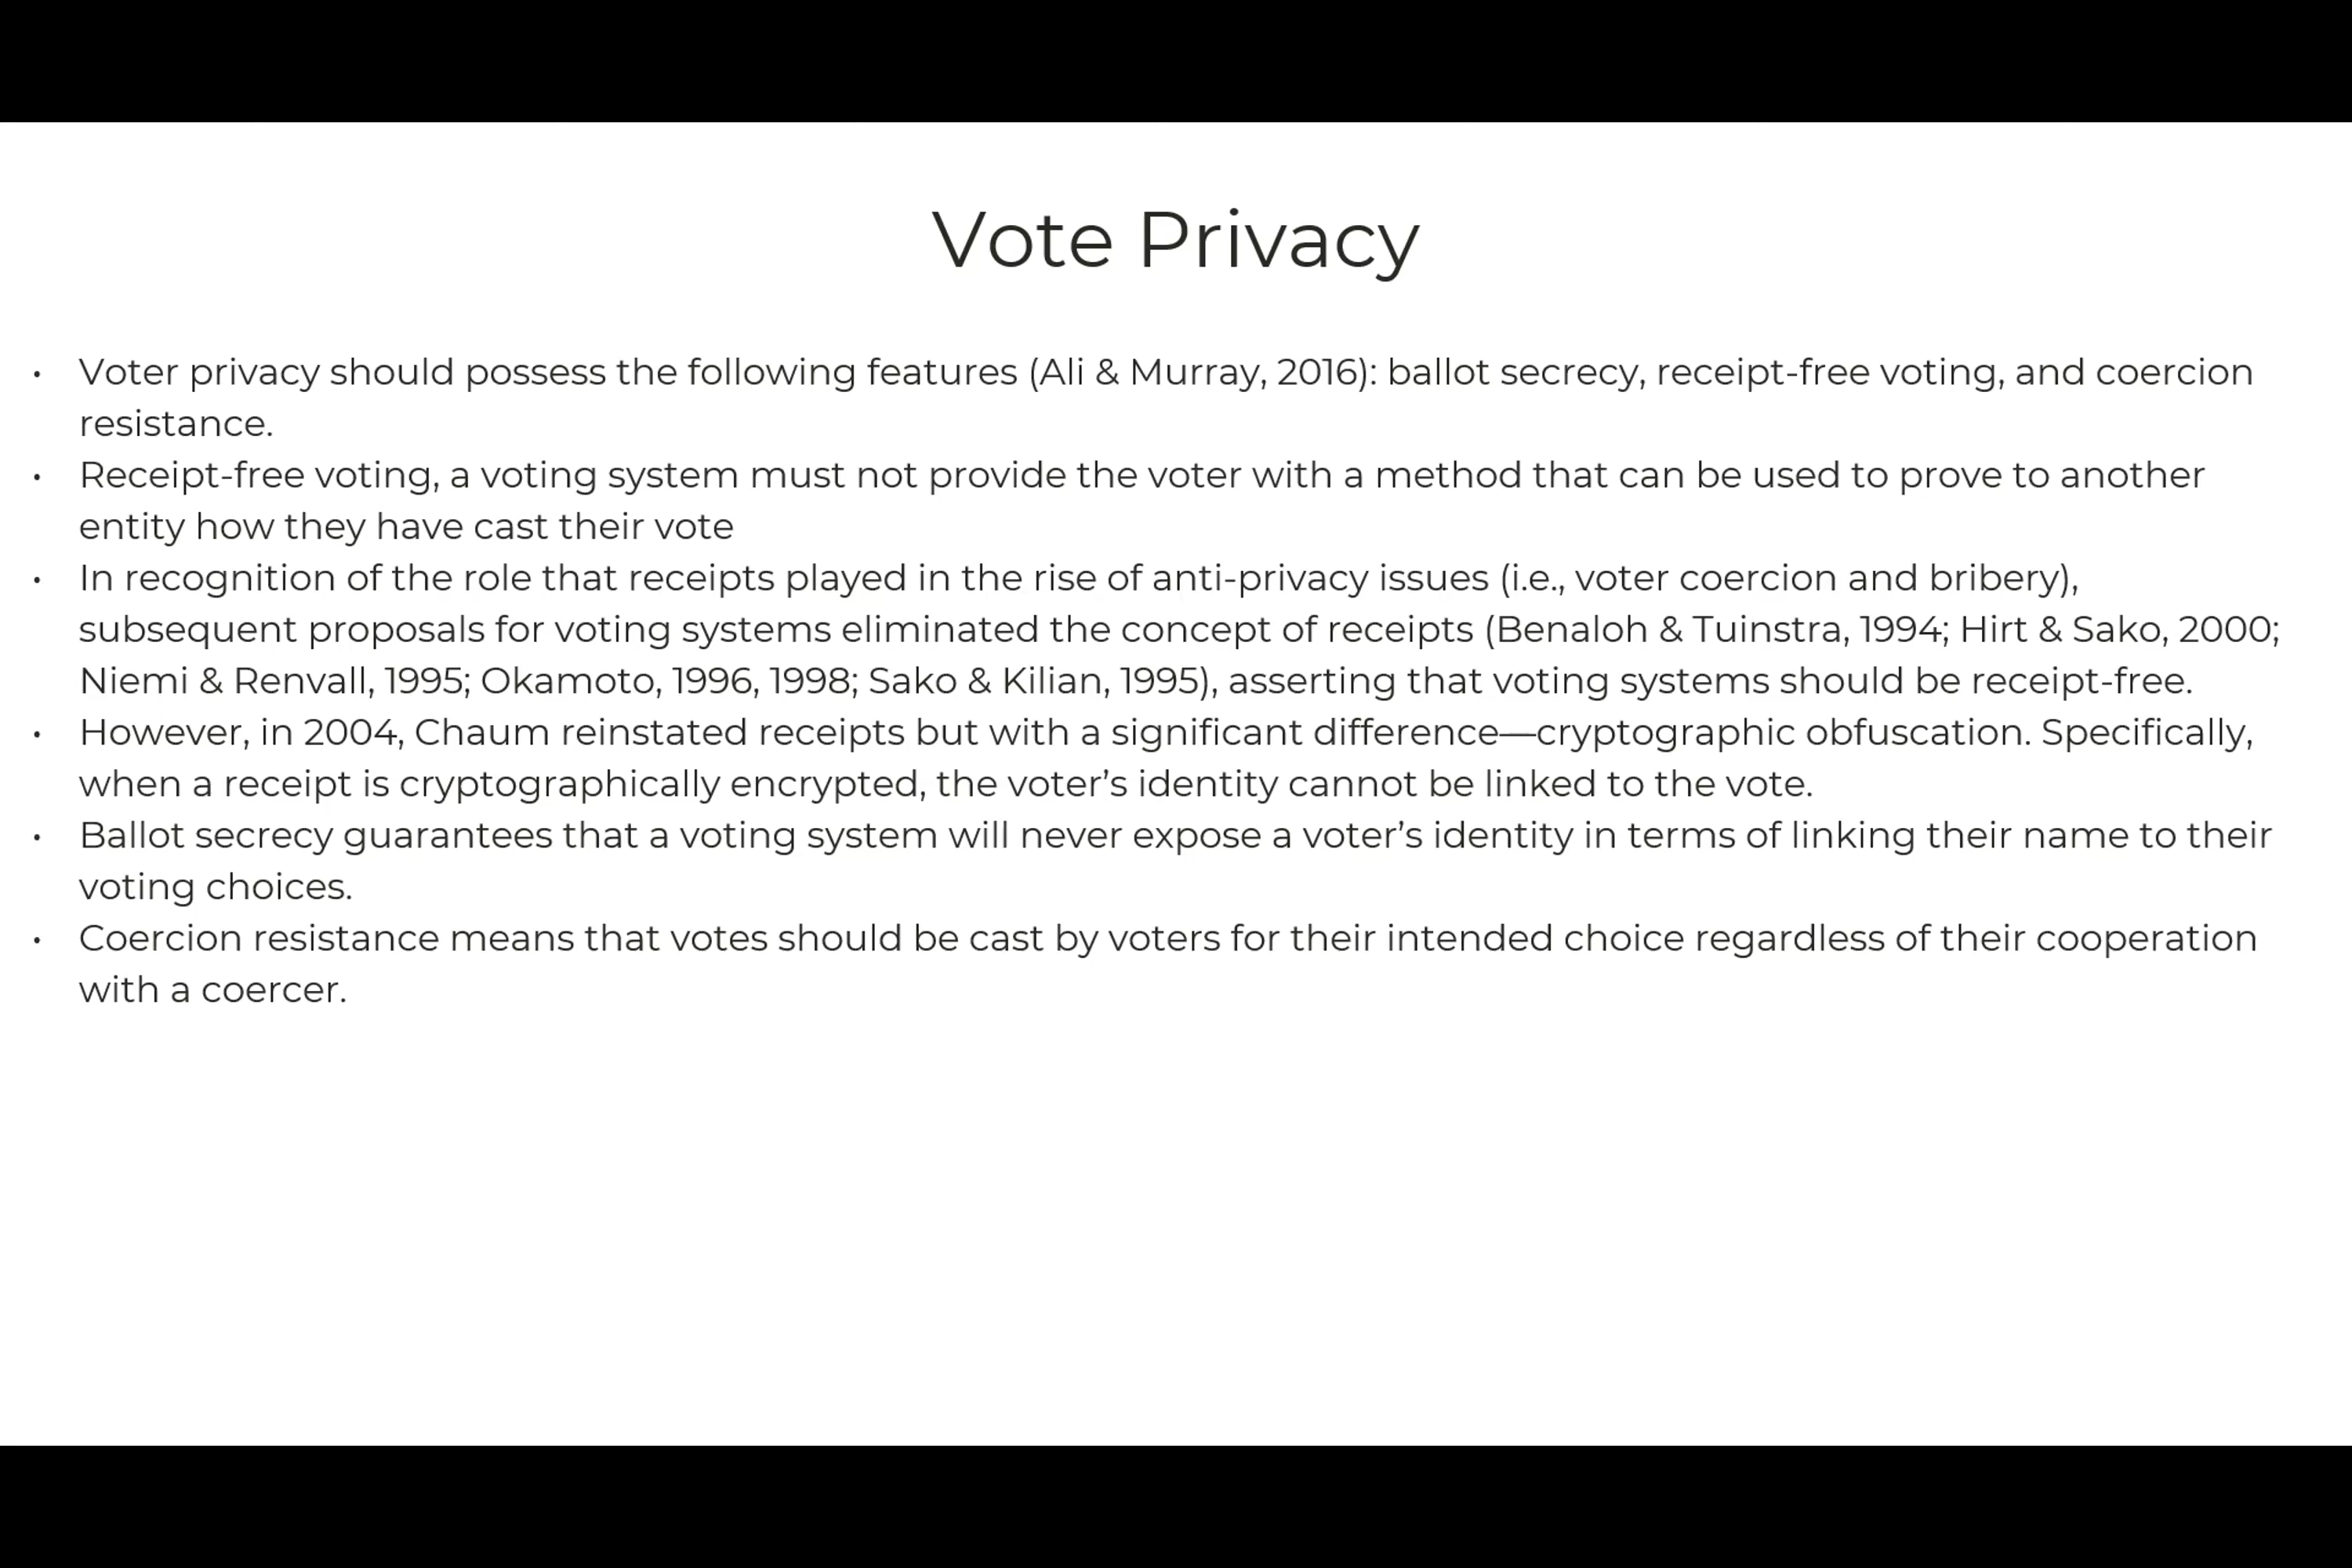 Vote Privacy
• Voter privacy should possess the following features (Ali & Murray, 2016): ballot secrecy, receipt-free voting, and coercion
resistance.
• Receipt-free voting, a voting system must not provide the voter with a method that can be used to prove to another
entity how they have cast their vote
• In recognition of the role that receipts played in the rise of anti-privacy issues (i.e., voter coercion and bribery),
subsequent proposals for voting systems eliminated the concept of receipts (Benaloh & Tuinstra, 1994; Hirt & Sako, 2000;
Niemi & Renvall, 1995; Okamoto, 1996, 1998; Sako & Kilian, 1995), asserting that voting systems should be receipt-free.
• However, in 2004, Chaum reinstated receipts but with a significant difference—cryptographic obfuscation. Specifically,
when a receipt is cryptographically encrypted, the voter’s identity cannot be linked to the vote.
• Ballot secrecy guarantees that a voting system will never expose a voter’s identity in terms of linking their name to their
voting choices.
• Coercion resistance means that votes should be cast by voters for their intended choice regardless of their cooperation
with a coercer.